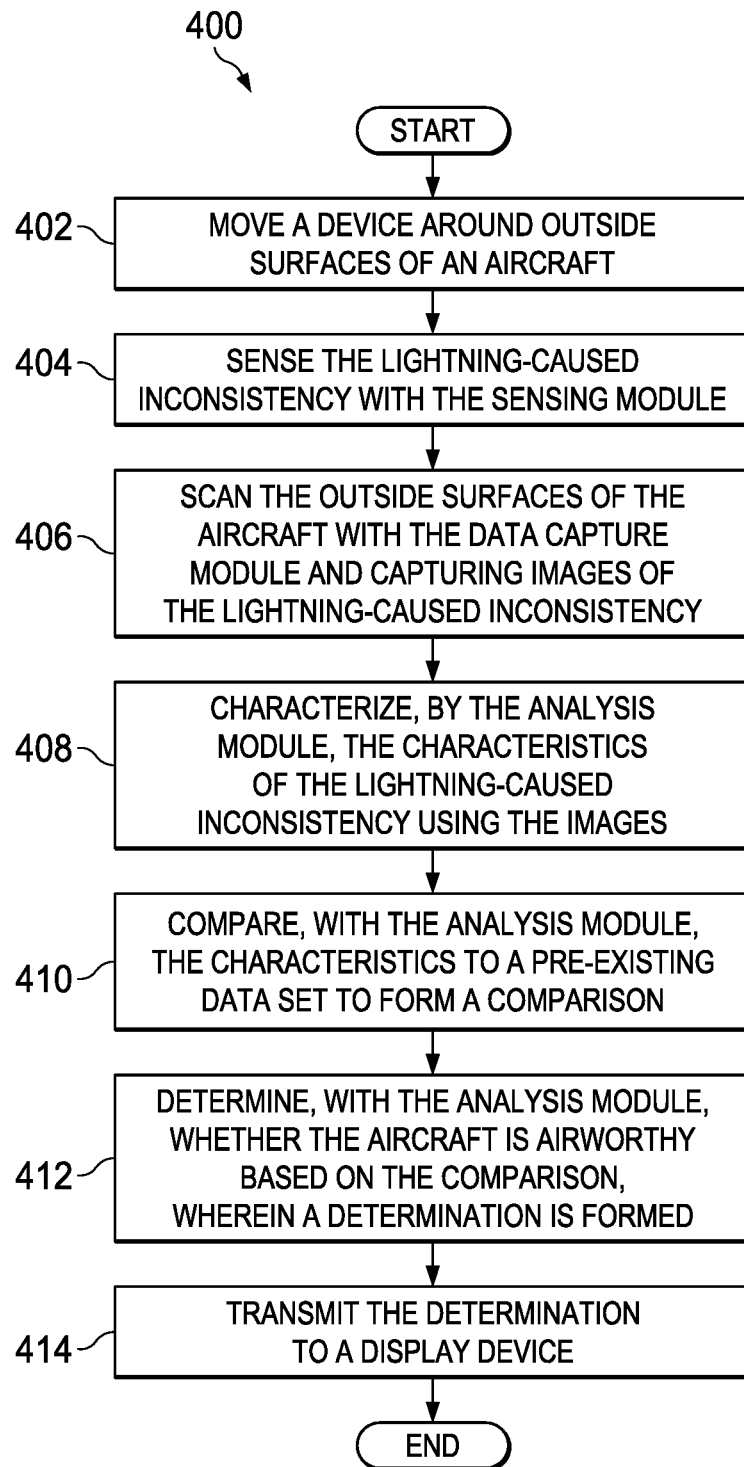 400
START
402
MOVE A DEVICE AROUND OUTSIDE
SURFACES OF AN AIRCRAFT
404
SENSE THE LIGHTNING-CAUSED
INCONSISTENCY WITH THE SENSING MODULE
406
SCAN THE OUTSIDE SURFACES OF THE
AIRCRAFT WITH THE DATA CAPTURE
MODULE AND CAPTURING IMAGES OF
THE LIGHTNING-CAUSED INCONSISTENCY
408
CHARACTERIZE, BY THE ANALYSIS
MODULE, THE CHARACTERISTICS
OF THE LIGHTNING-CAUSED
INCONSISTENCY USING THE IMAGES
410
COMPARE, WITH THE ANALYSIS MODULE,
THE CHARACTERISTICS TO A PRE-EXISTING
DATA SET TO FORM A COMPARISON
412
DETERMINE, WITH THE ANALYSIS MODULE,
WHETHER THE AIRCRAFT IS AIRWORTHY
BASED ON THE COMPARISON,
WHEREIN A DETERMINATION IS FORMED
414
TRANSMIT THE DETERMINATION
TO A DISPLAY DEVICE
END